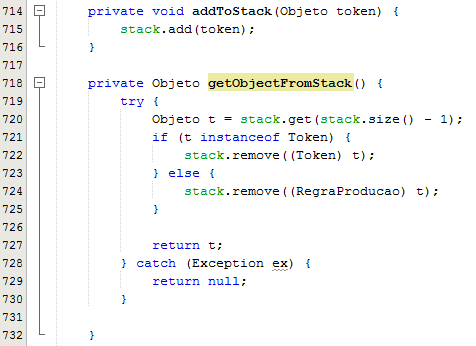 714 private void addToStack(Objeto token) {
715 stack.add(token);
716 }
717
718 private Objeto getObjectFromStack() {
719 try {
720 Objeto t = stack.get(stack.size() - 1);
721 if (t instanceof Token) {
722 stack.remove((Token) t);
723 } else {
724 stack.remove((RegraProducao) t);
725 }
726
727 return t;
728 } catch (Exception ex) {
729 return null;
730 }
731
732 }